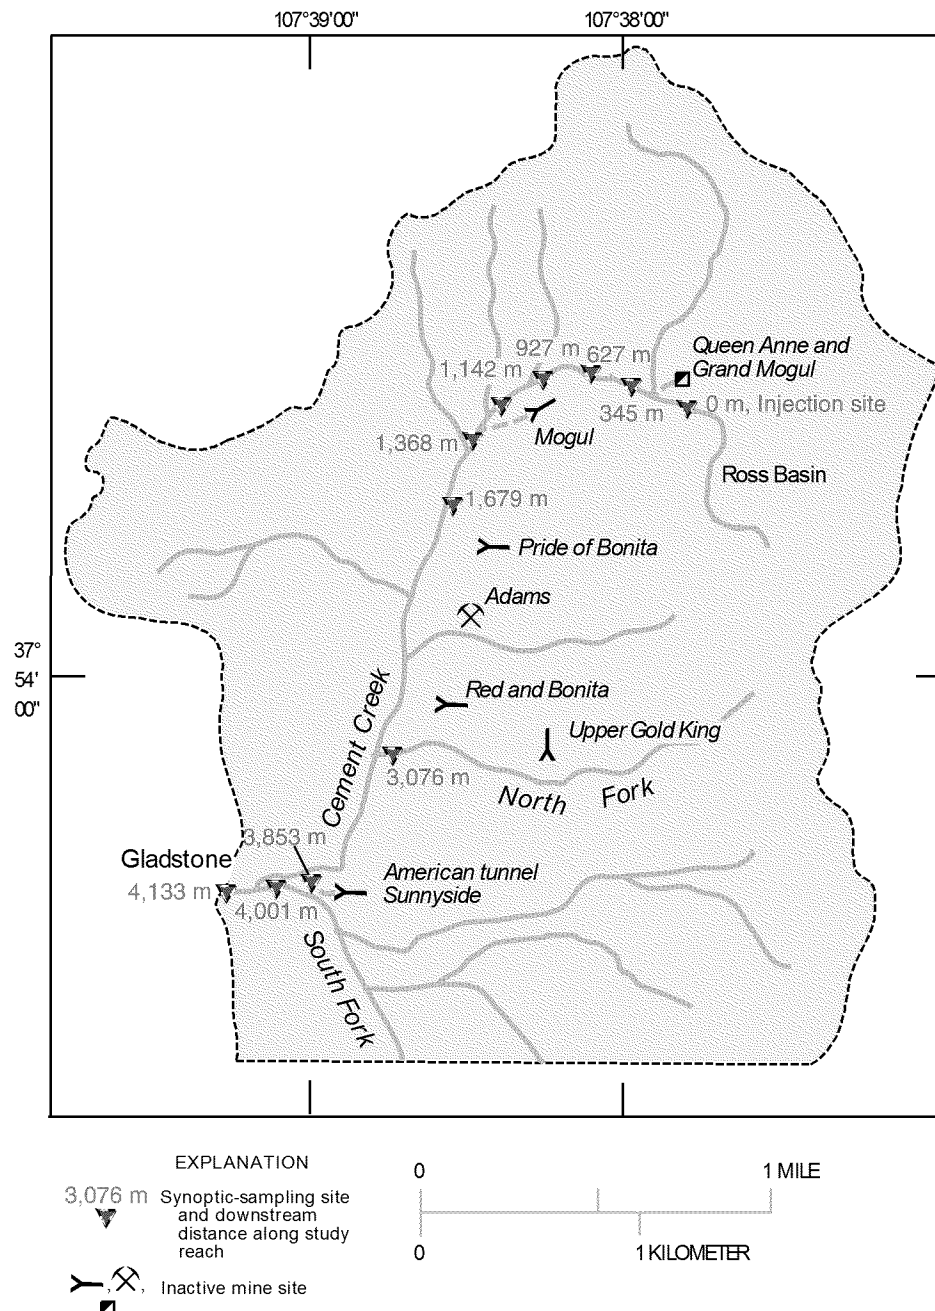 107°39'00"
107°38'00"
927 m
627 m
Queen Anne and
Grand Mogul
1,142 m
345 m
0 m, Injection site
1,368 m
Mogul
Ross Basin
1,679 m
Pride of Bonita
Adams
37°
54'
00"
Red and Bonita
Upper Gold King
Cement Creek
3,076 m
North Fork
3,853 m
Gladstone
American tunnel
Sunnyside
4,133 m
4,001 m
South Fork
EXPLANATION
3,076 m
Synoptic-sampling site
and downstream
distance along study
reach
, ,
Inactive mine site
0
1 MILE
0
1 KILOMETER